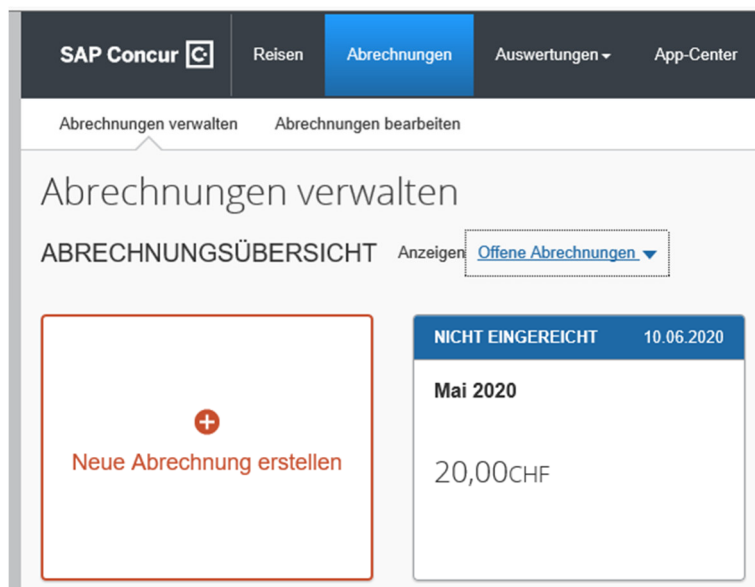 SAP Concur C Reisen Abrechnungen Auswertungen App-Center
Abrechnungen verwalten Abrechnungen bearbeiten
Abrechnungen verwalten
ABRECHNUNGSÜBERSICHT Anzeigen Offene Abrechnungen
NICHT EINGEREICHT 10.06.2020
Mai 2020
Neue Abrechnung erstellen
20,00CHF